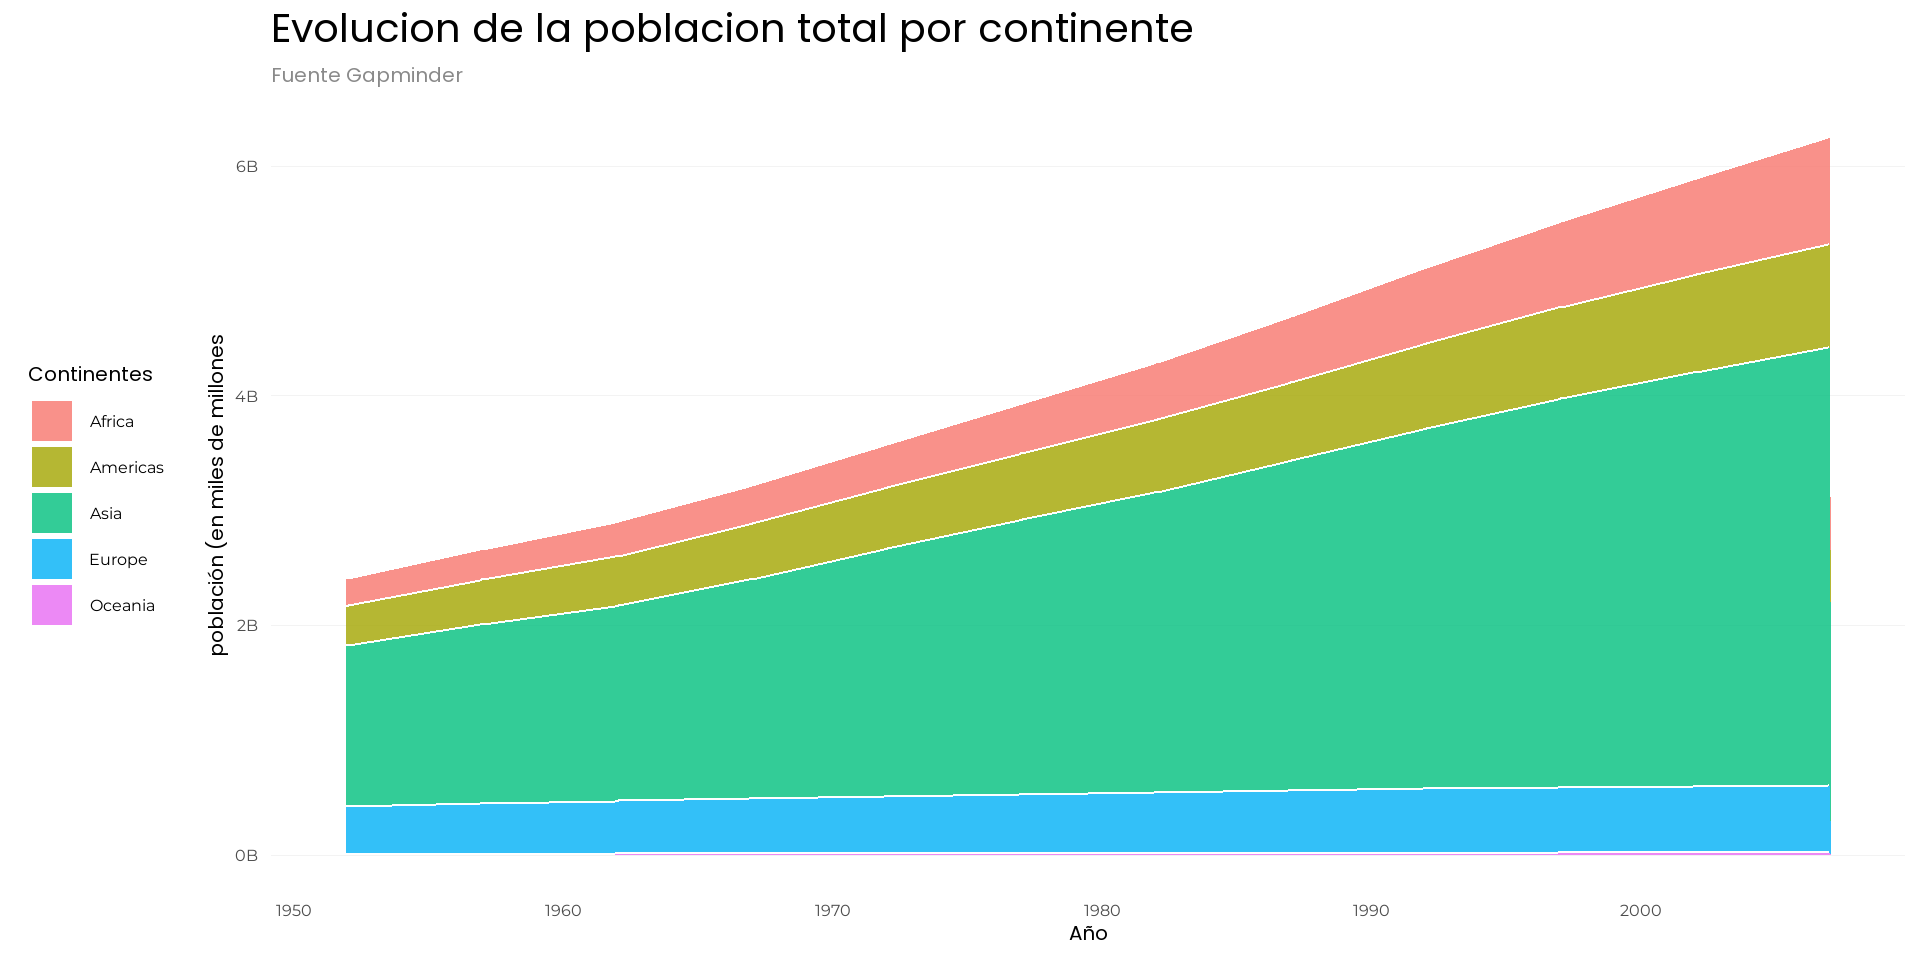 Evolucion de la poblacion total por continente
Fuente Gapminder
Continentes
Africa
Americas
Asia
Europe
Oceania
población (en miles de millones
6B
4B
2B
0B
1950
1960
1970
1980
1990
2000
Año